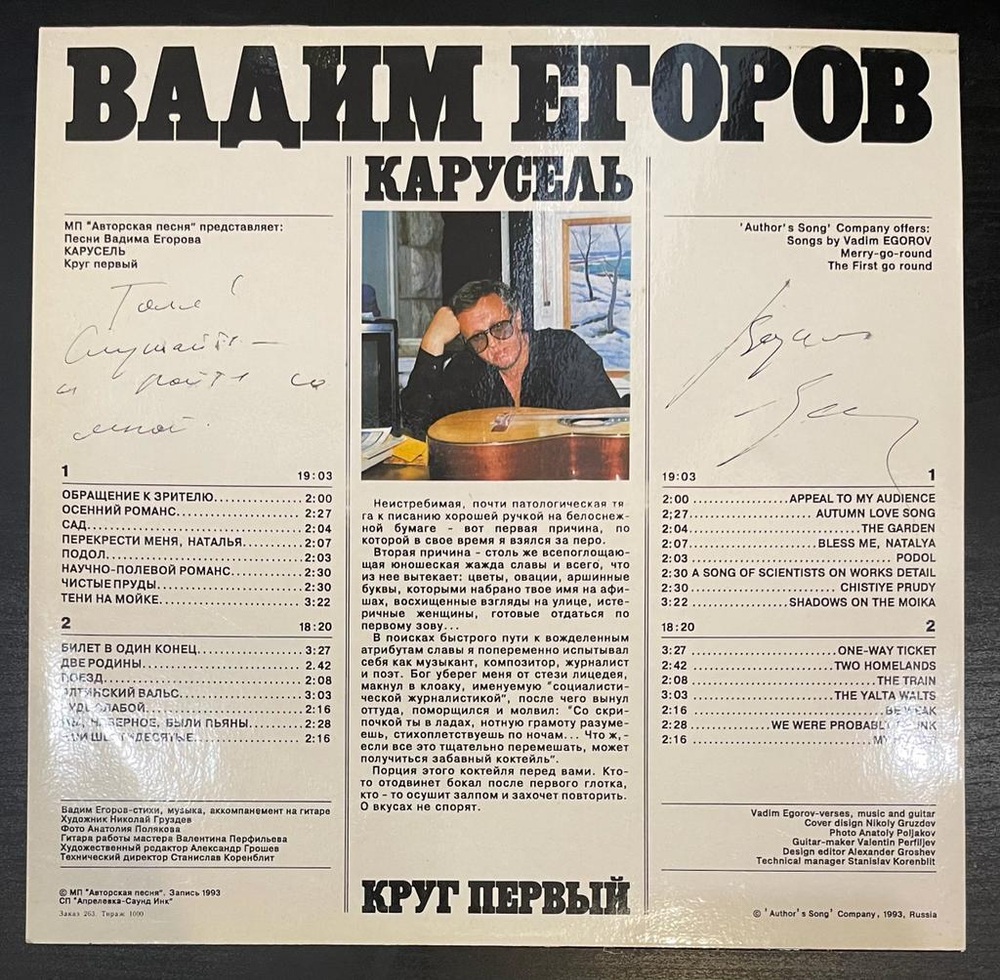 ВАДИМ ЕГОРОВ
КАРУСЕЛЬ
МП "Авторская песня" представляет:
Песни Вадима Егорова
КАРУСЕЛЬ
Круг первый
Слушайте –
и пойте со
мной.
1
19:03
ОБРАЩЕНИЕ К ЗРИТЕЛЮ 2:00
ОСЕННИЙ РОМАНС 2:27
САД 2:04
ПЕРЕКРЕСТИ МЕНЯ, НАТАЛЬЯ 2:07
ПОДОЛ 2:03
НАУЧНО-ПОЛЕВОЙ РОМАНС 2:30
ЧИСТЫЕ ПРУДЫ 2:30
ТЕНИ НА МОЙКЕ 3:22
2
18:20
БИЛЕТ В ОДИН КОНЕЦ 3:27
ДВЕ РОДИНЫ 2.42
ПОЕЗД 2:08
ЯЛТИНСКИЙ ВАЛЬС 3:03
БУДЬ СЛАБОЙ 2:16
МЫ, НАВЕРНОЕ, БЫЛИ ПЬЯНЫ 2:28
2:16
Вадим Егоров-стихи, музыка, аккомпанемент на гитаре
Художник Николай Груздев
Фото Анатолия Полякова
Гитара работы мастера Валентина Перфильева
Художественный редактор Александр Грошев
Технический директор Станислав Коренблит
© МП "Авторская песня". Запись 1993
СП "Апрелевка-Саунд Инк"
Заказ 263. Тираж 1000
Неистребимая, почти патологическая тя-
га к писанию хорошей ручкой на белоснеж-
ной бумаге - вот первая причина, по
которой в свое время я взялся за перо.
Вторая причина - столь же всепоглощаю-
щая юношеская жажда славы и всего, что
из нее вытекает: цветы, овации, аршинные
буквы, которыми набрано твое имя на афи-
шах, восхищенные взгляды на улице, исте-
ричные женщины, готовые отдаться по
первому зову...
В поисках быстрого пути к вожделенным
атрибутам славы я попеременно испытывал
себя как музыкант, композитор, журналист
и поэт. Бог уберег меня от стези лицедея,
макнул в клоаку, именуемую "социалисти-
ческой журналистикой", после чего вынул
оттуда, поморщился и молвил: "Со скри-
почкой ты в ладах, нотную грамоту разуме-
ешь, стихоплетствуешь по ночам... Что ж,-
если все это тщательно перемешать, может
получиться забавный коктейль".
Порция этого коктейля перед вами. Кто-
то отодвинет бокал после первого глотка,
кто - то осушит залпом и захочет повторить.
О вкусах не спорят.
КРУГ ПЕРВЫЙ
'Author's Song' Company offers:
Songs by Vadim EGOROV
Merry-go-round
The First go round
19:03
1
2:00 APPEAL TO MY AUDIENCE
2;27 AUTUMN LOVE SONG
2:04 THE GARDEN
2:07 BLESS ME, NATALYA
2:03 PODOL
2:30 A SONG OF SCIENTISTS ON WORKS DETAIL
2:30 CHISTIYE PRUDY
3:22 SHADOWS ON THE MOIKA
18:20
2
3:27 ONE-WAY TICKET
2:42 TWO HOMELANDS
2:08 THE TRAIN
3:03 THE YALTA WALTS
2:16 BE WEAK
2:28 WE WERE PROBABLY DRUNK
2:16 MY
Vadim Egorov-verses, music and guitar
Cover disign Nikoly Gruzdov
Photo Anatoly Poljakov
Guitar-maker Valentin Perfiljev
Design editor Alexander Groshev
Technical manager Stanislav Korenblit
© 'Author's Song' Company, 1993, Russia